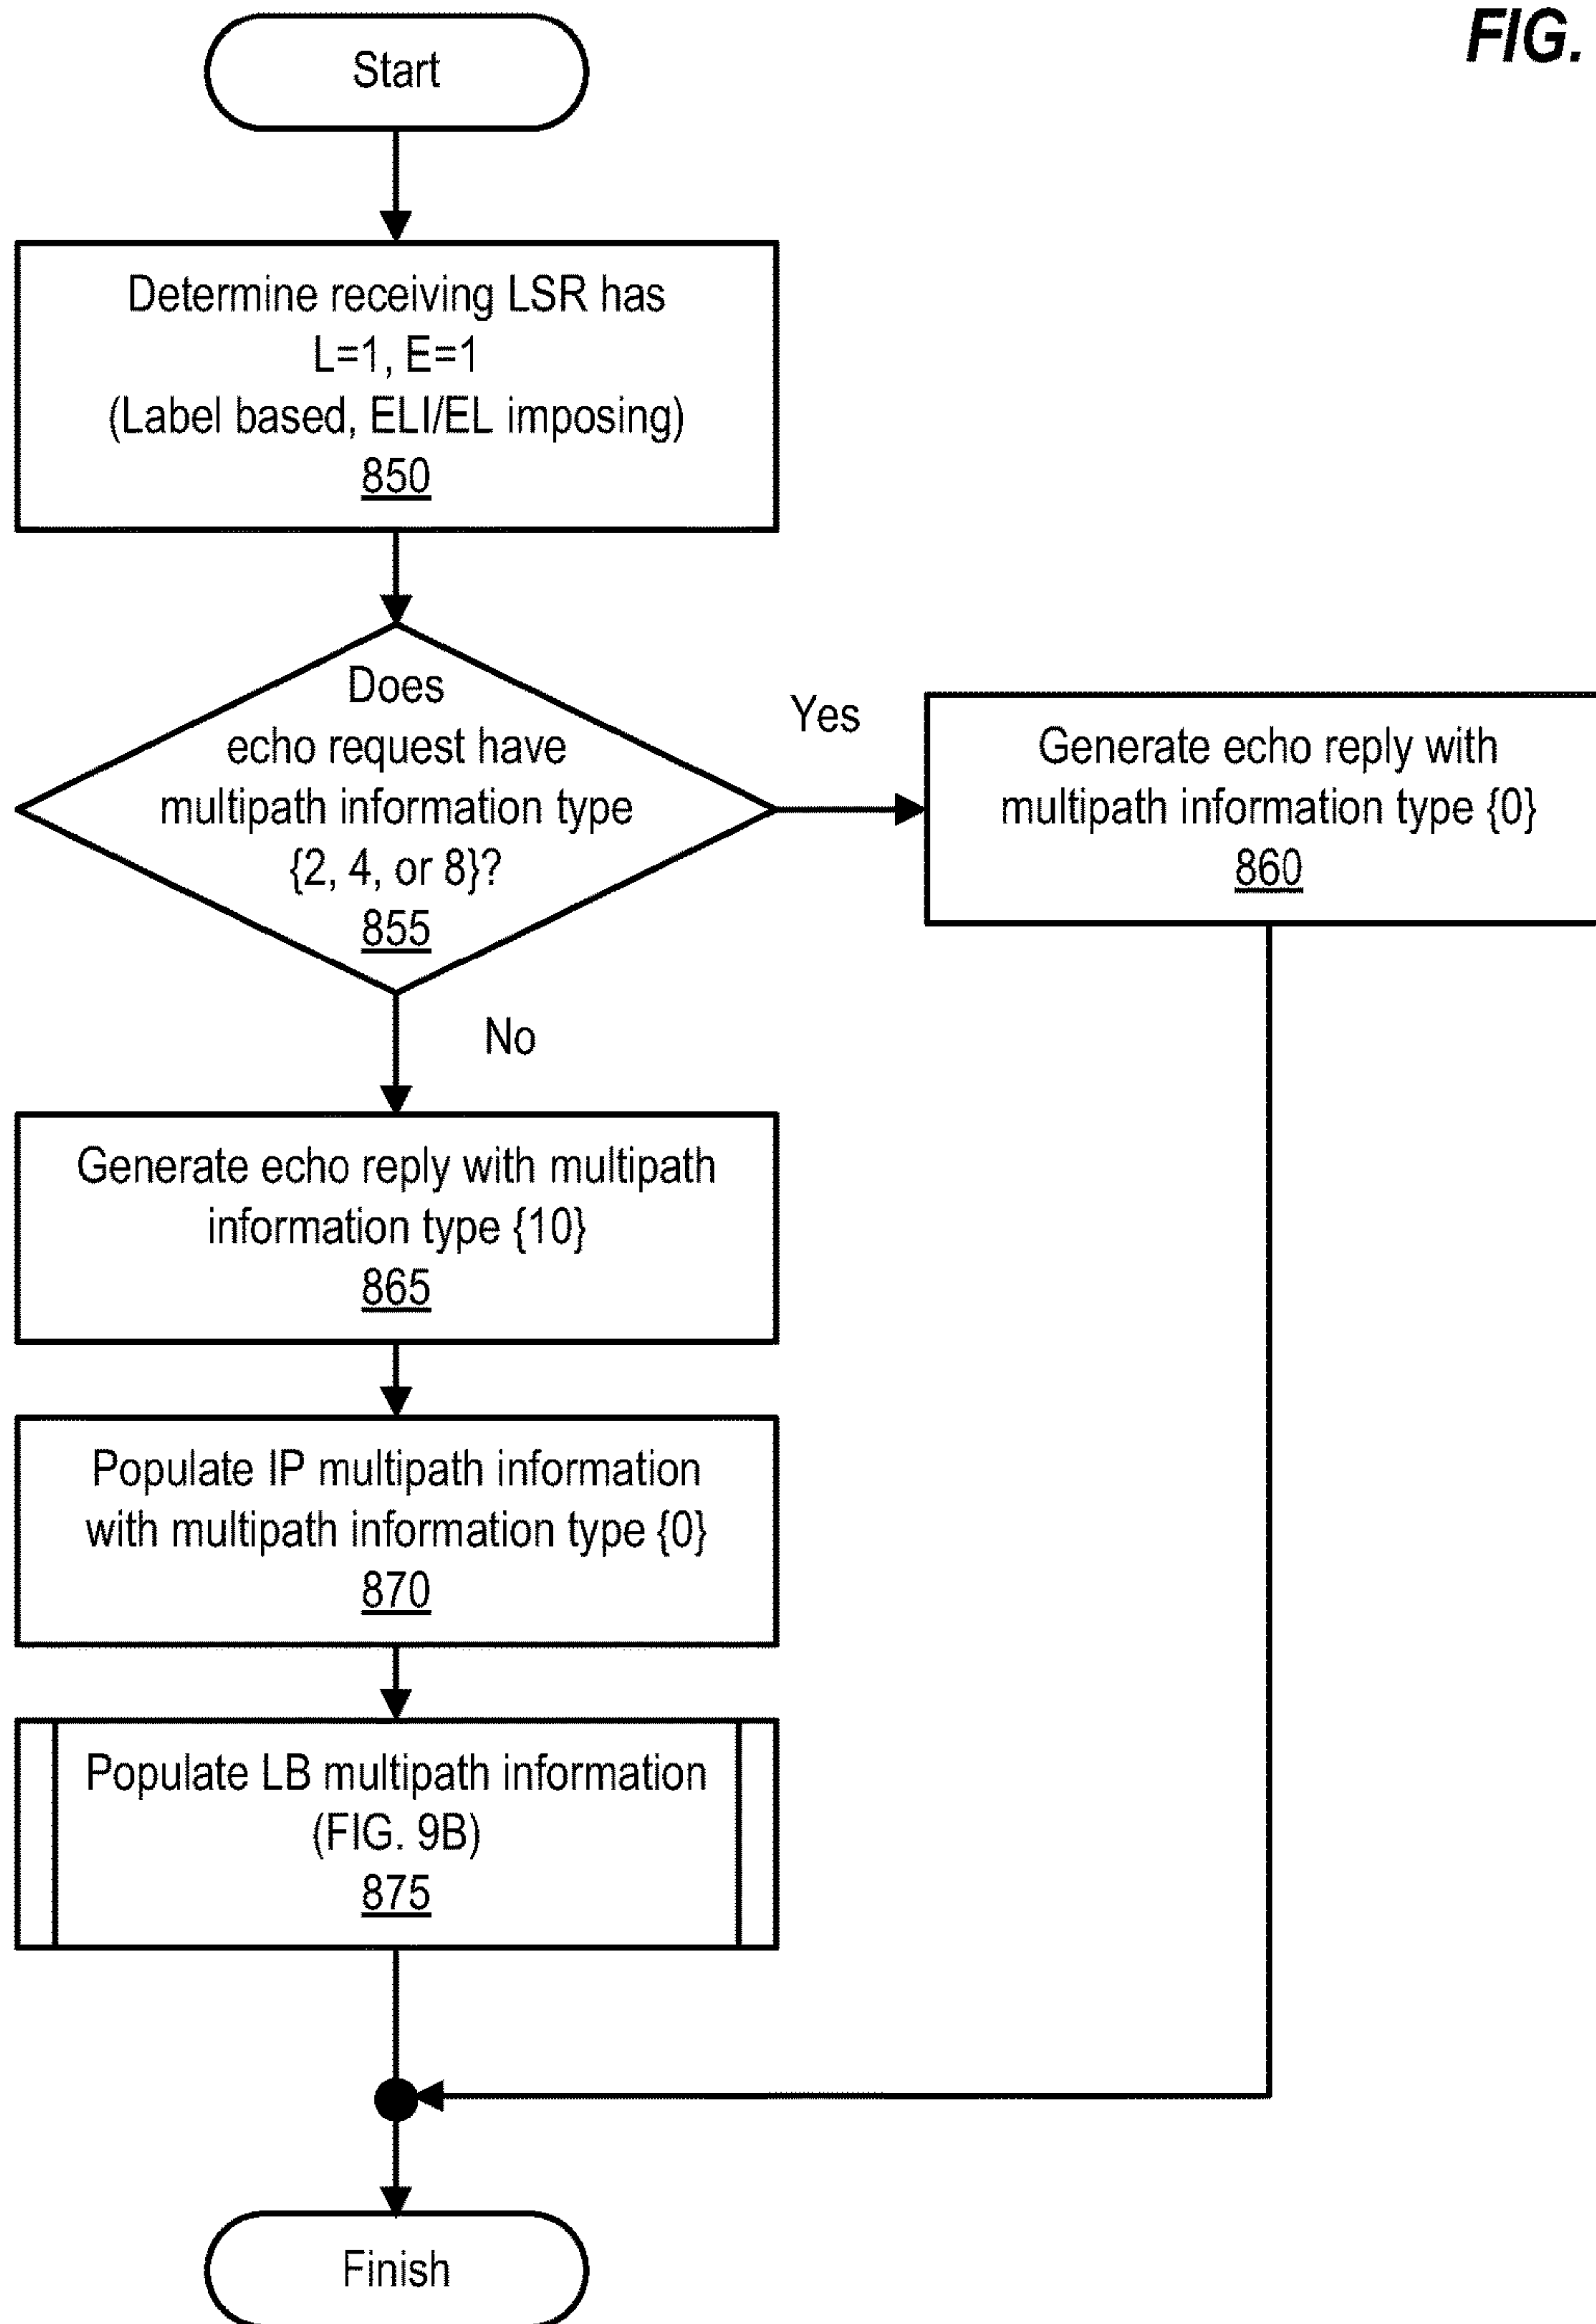 FIG.
Start
Determine receiving LSR has
L=1, E=1
(Label based, ELI/EL imposing)
850
Does
echo request have
multipath information type
{2, 4, or 8}?
855
Yes
Generate echo reply with
multipath information type {0}
860
No
Generate echo reply with multipath
information type {10}
865
Populate IP multipath information
with multipath information type {0}
870
Populate LB multipath information
(FIG. 9B)
875
Finish